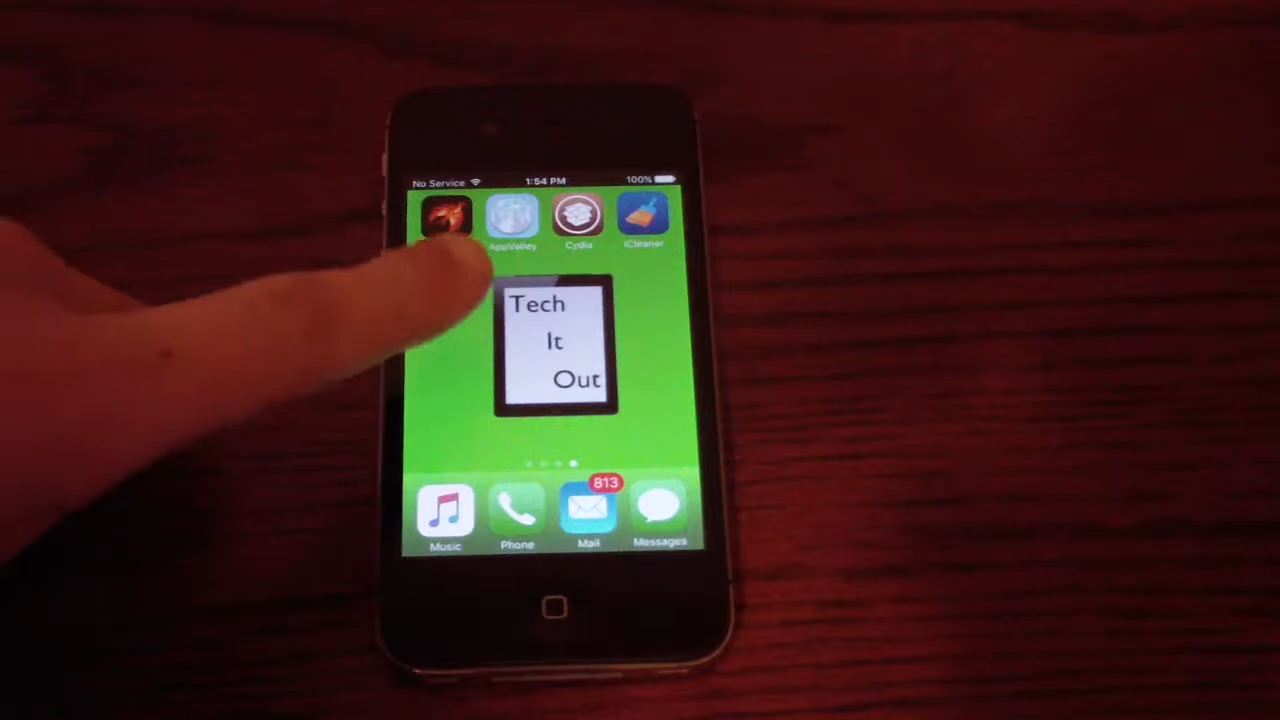 No Service 1:54 PM 100%
AppValley Cydia iCleaner
Tech
It
Out
813
Music Phone Mail Messages